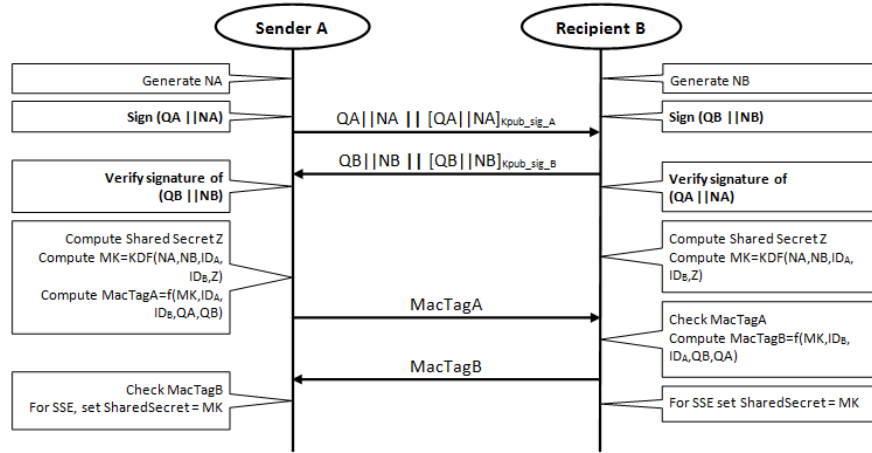 Sender A
Recipient B
Generate NA
Generate NB
Sign (QA ||NA)
QA||NA || [QA||NA]Kpub_sig_A
Sign (QB ||NB)
QB||NB || [QB||NB]Kpub_sig_B
Verify signature of
(QB ||NB)
Verify signature of
(QA ||NA)
Compute Shared Secret Z
Compute MK=KDF(NA,NB,IDA,
IDB,Z)
Compute MacTagA=f(MK,IDA,
IDB,QA,QB)
Compute Shared Secret Z
Compute MK=KDF(NA,NB,IDA,
IDB,Z)
MacTagA
Check MacTagA
Compute MacTagB=f(MK,IDB,
IDA,QB,QA)
MacTagB
Check MacTagB
For SSE, set SharedSecret = MK
For SSE set SharedSecret = MK